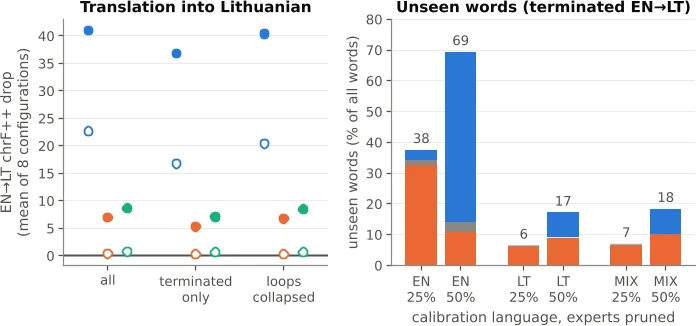 Translation into Lithuanian
EN→LT chrF++ drop
(mean of 8 configurations)
40
35
30
25
20
15
10
5
0
all
terminated
only
loops
collapsed
Unseen words (terminated EN→LT)
unseen words (% of all words)
80
70
60
50
40
30
20
10
0
38
69
6
17
7
18
EN
25%
EN
50%
LT
25%
LT
50%
MIX
25%
MIX
50%
calibration language, experts pruned